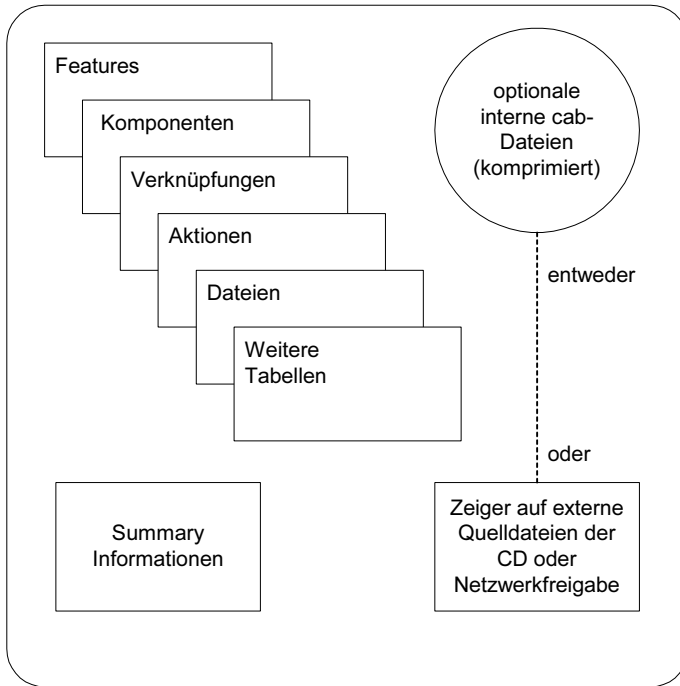 Features
Komponenten
Verknüpfungen
Aktionen
Dateien
Weitere
Tabellen
optionale
interne cab-
Dateien
(komprimiert)
entweder
oder
Summary
Informationen
Zeiger auf externe
Quelldateien der
CD oder
Netzwerkfreigabe